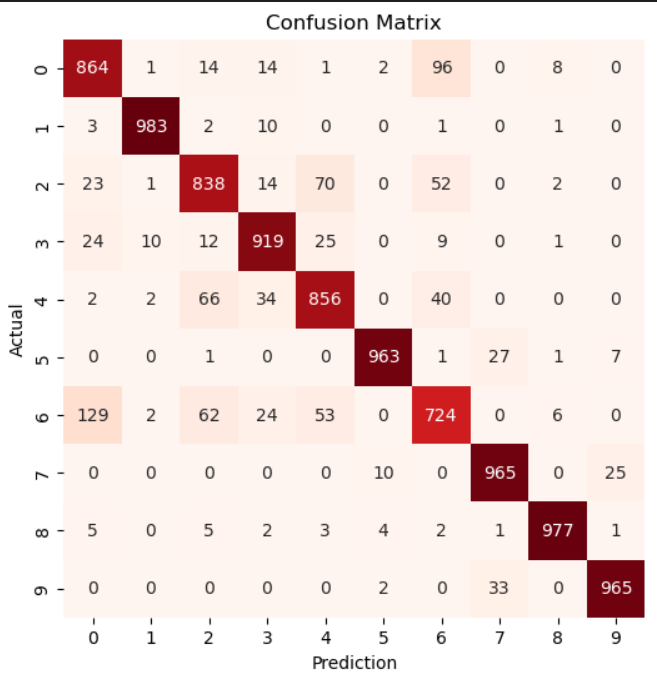 Confusion Matrix
0 864 1 14 14 1 2 96 0 8 0
1 3 983 2 10 0 0 1 0 1 0
2 23 1 838 14 70 0 52 0 2 0
3 24 10 12 919 25 0 9 0 1 0
4 2 2 66 34 856 0 40 0 0 0
Actual
5 0 0 1 0 0 963 1 27 1 7
6 129 2 62 24 53 0 724 0 6 0
7 0 0 0 0 0 10 0 965 0 25
8 5 0 5 2 3 4 2 1 977 1
9 0 0 0 0 0 2 0 33 0 965
0 1 2 3 4 5 6 7 8 9
Prediction